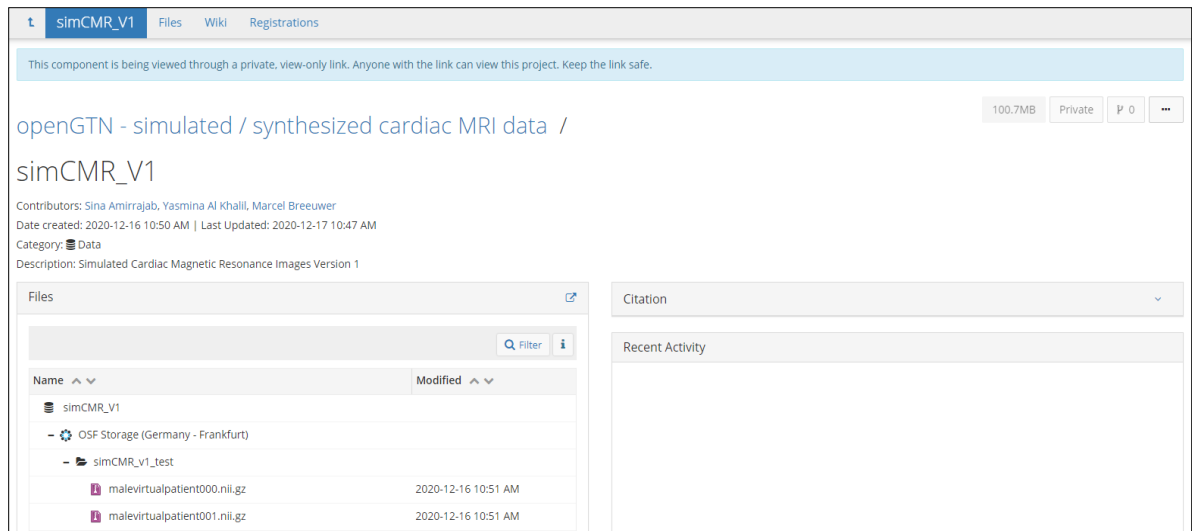 simCMR_V1 Files Wiki Registrations
This component is being viewed through a private, view-only link. Anyone with the link can view this project. Keep the link safe.
100.7MB Private 0
openGTN - simulated / synthesized cardiac MRI data /
simCMR_V1
Contributors: Sina Amirrajab, Yasmina Al Khalil, Marcel Breeuwer
Date created: 2020-12-16 10:50 AM | Last Updated: 2020-12-17 10:47 AM
Category: Data
Description: Simulated Cardiac Magnetic Resonance Images Version 1
Files
Filter i
Name Modified
simCMR_V1
OSF Storage (Germany - Frankfurt)
simCMR_v1_test
malevirtualpatient000.nii.gz 2020-12-16 10:51 AM
malevirtualpatient001.nii.gz 2020-12-16 10:51 AM
Citation
Recent Activity